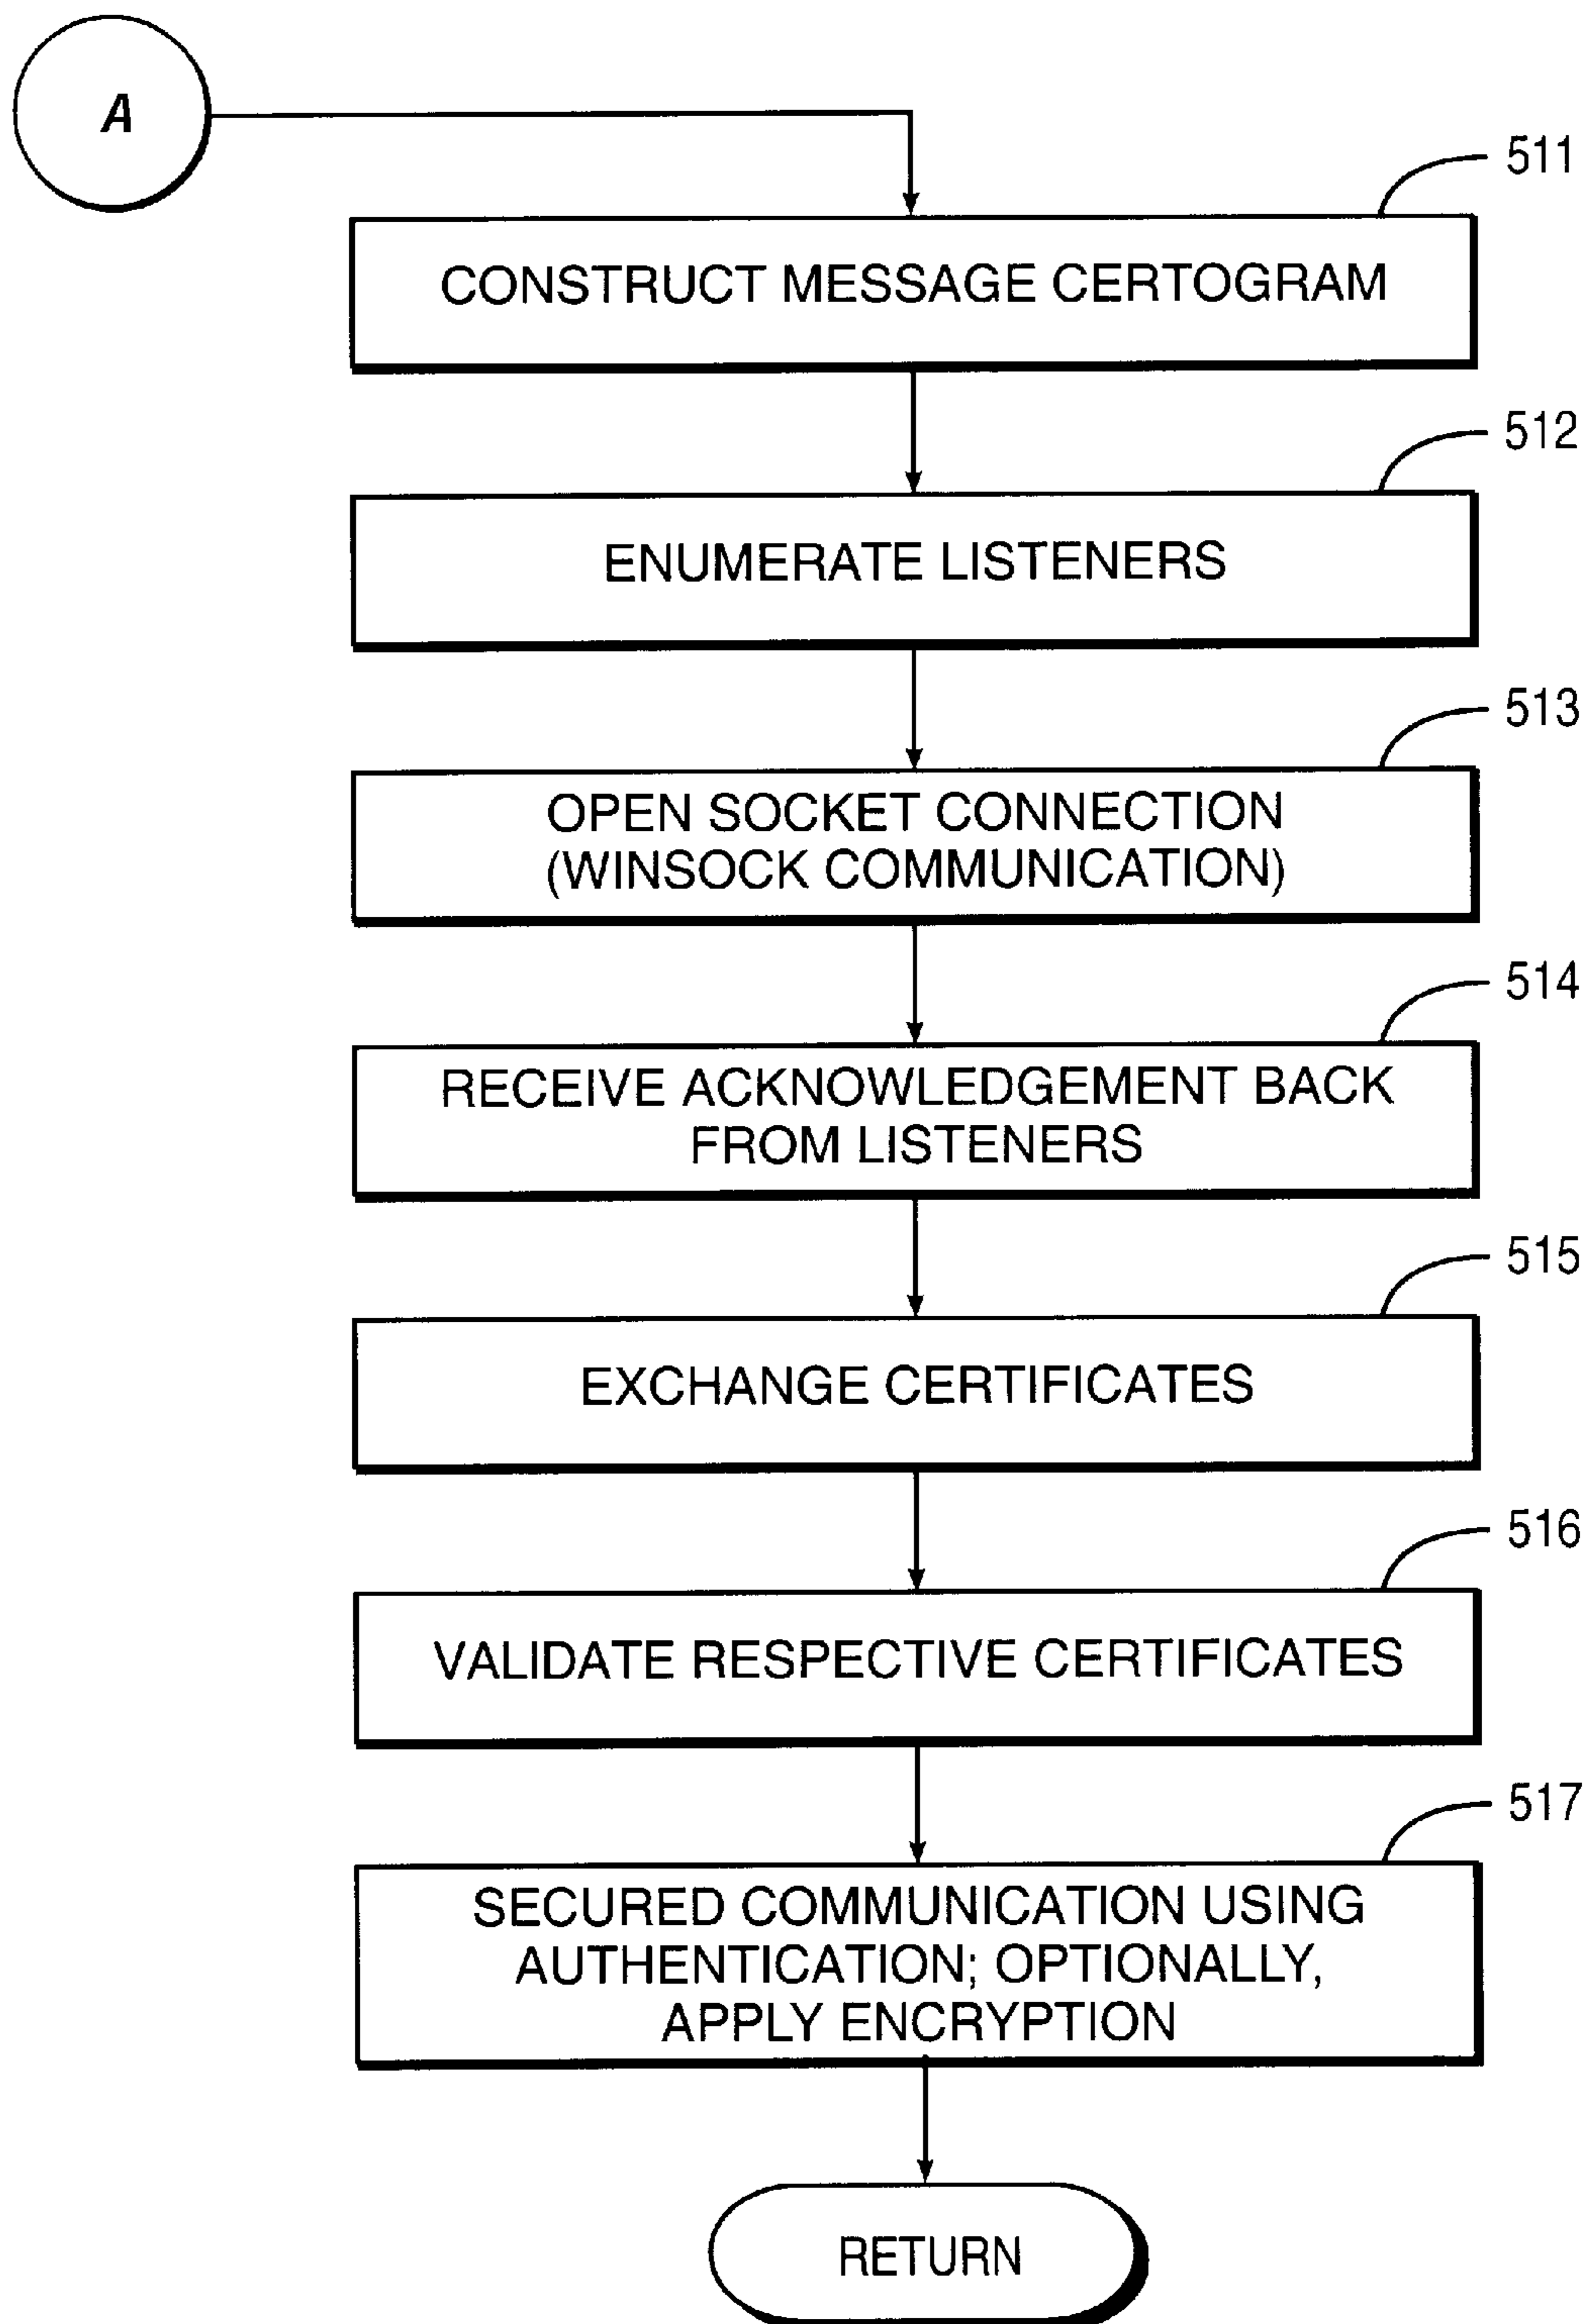 A
511
CONSTRUCT MESSAGE CERTOGRAM
512
ENUMERATE LISTENERS
513
OPEN SOCKET CONNECTION
(WINSOCK COMMUNICATION)
514
RECEIVE ACKNOWLEDGEMENT BACK
FROM LISTENERS
515
EXCHANGE CERTIFICATES
516
VALIDATE RESPECTIVE CERTIFICATES
517
SECURED COMMUNICATION USING
AUTHENTICATION; OPTIONALLY,
APPLY ENCRYPTION
RETURN